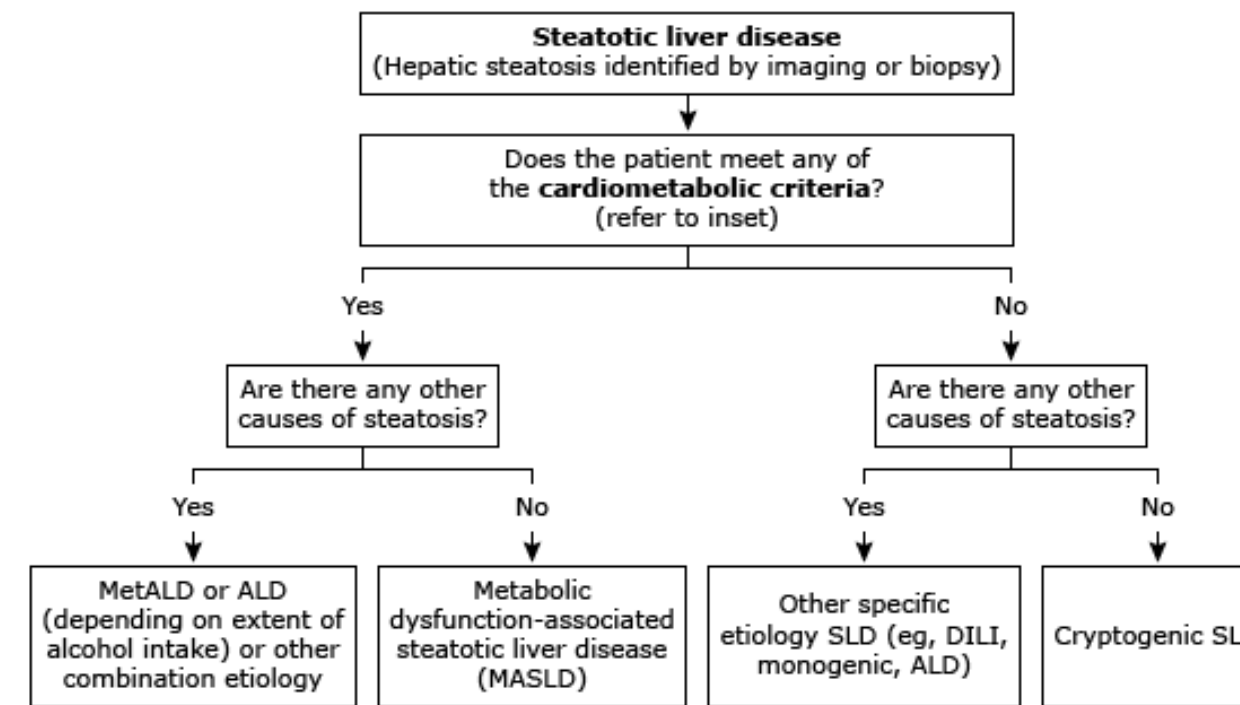 Steatotic liver disease
(Hepatic steatosis identified by imaging or biopsy)
Does the patient meet any of
the cardiometabolic criteria?
(refer to inset)
Yes
No
Are there any other
causes of steatosis?
Are there any other
causes of steatosis?
Yes
No
Yes
No
MetALD or ALD
(depending on extent of
alcohol intake) or other
combination etiology
Metabolic
dysfunction-associated
steatotic liver disease
(MASLD)
Other specific
etiology SLD (eg, DILI,
monogenic, ALD)
Cryptogenic SL